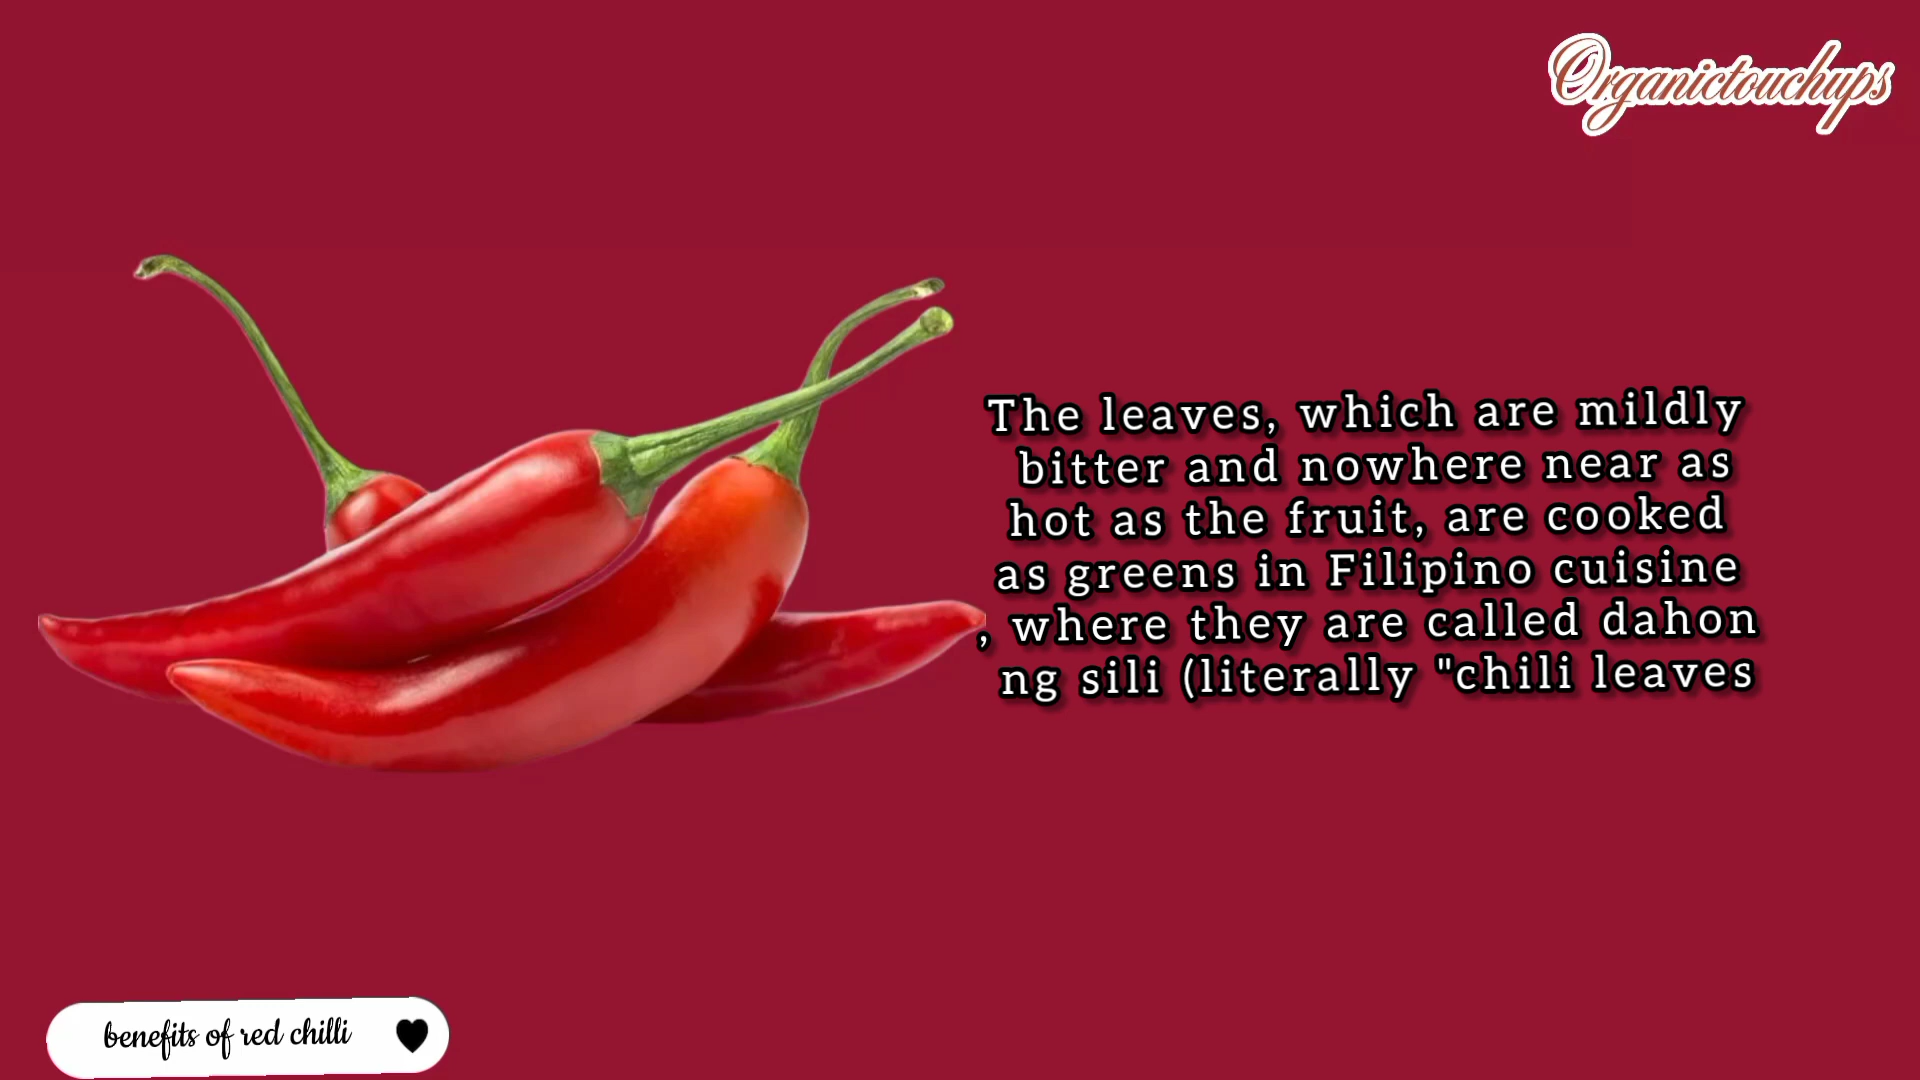 Organictouchups
The leaves, which are mildly
bitter and nowhere near as
hot as the fruit, are cooked
as greens in Filipino cuisine
, where they are called dahon
ng sili (literally "chili leaves
benefits of red chilli